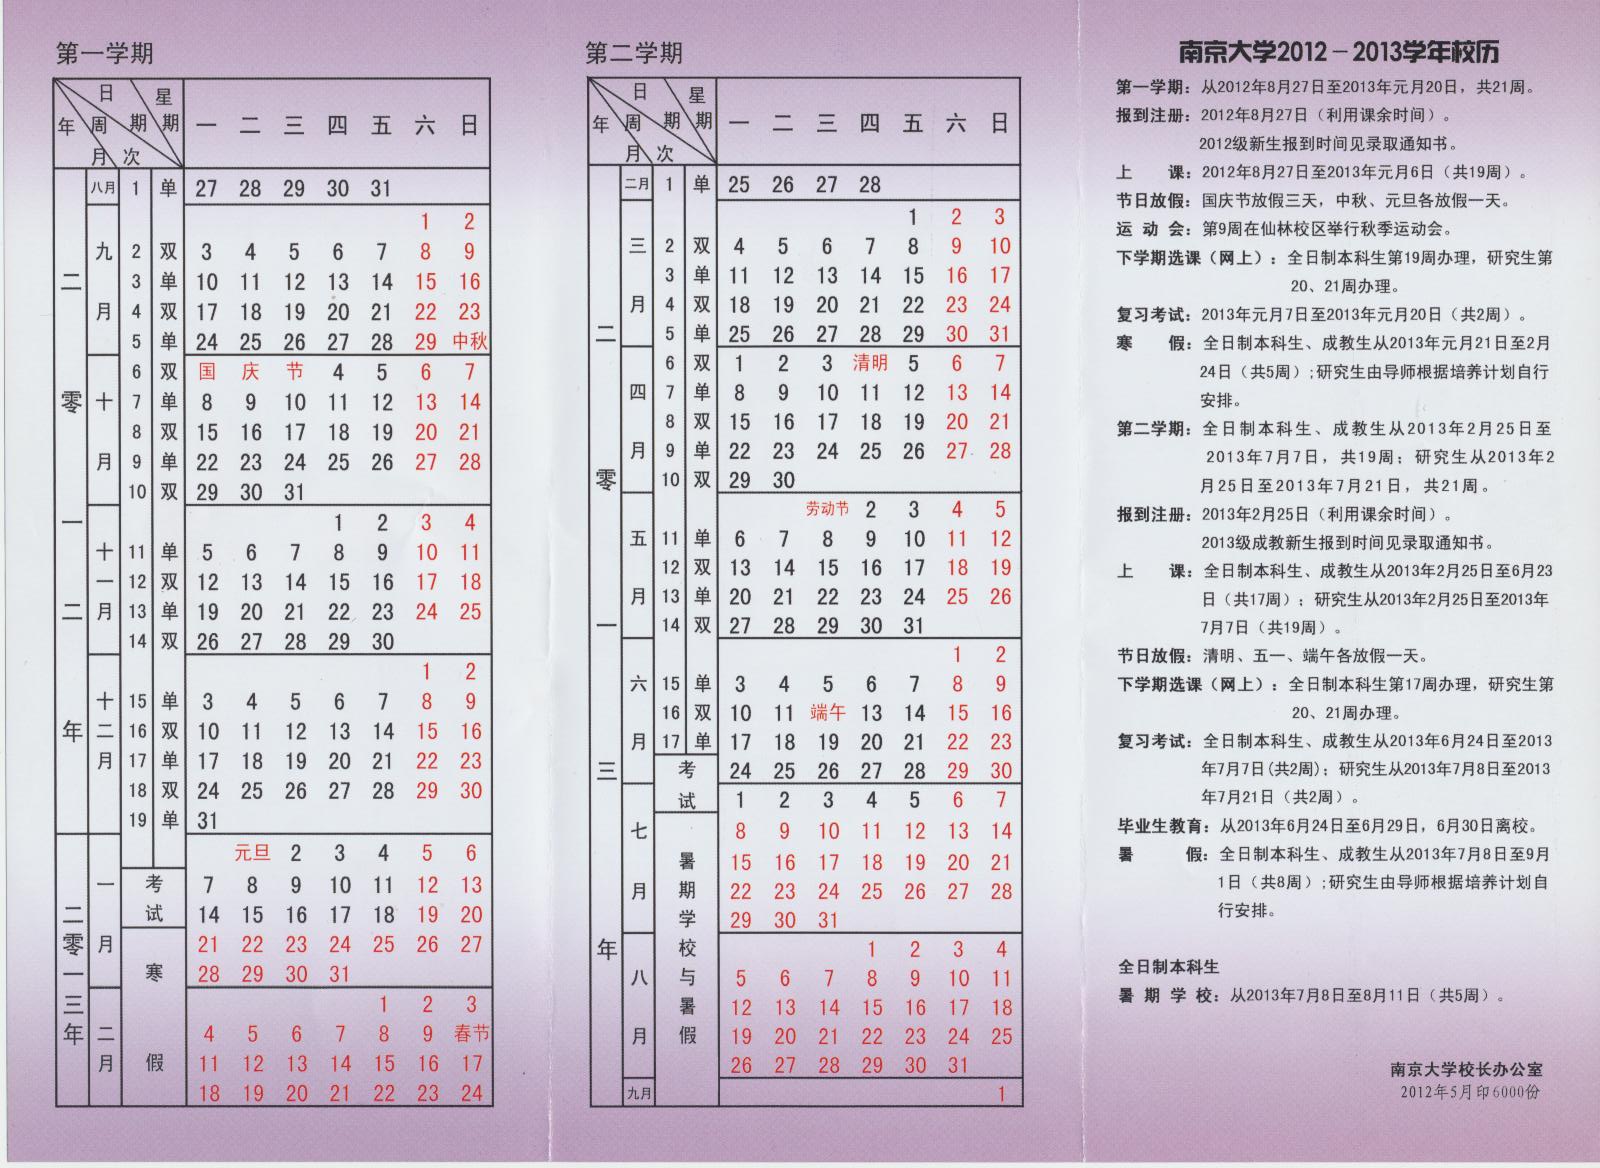 第一学期
日 星
年 周 期 期 一 二 三 四 五 六 日
月 次
八月 1 单 27 28 29 30 31
1 2
九 2 双 3 4 5 6 7 8 9
二 3 单 10 11 12 13 14 15 16
月 4 双 17 18 19 20 21 22 23
5 单 24 25 26 27 28 29 中秋
6 双 国 庆 节 4 5 6 7
零 十 7 单 8 9 10 11 12 13 14
8 双 15 16 17 18 19 20 21
月 9 单 22 23 24 25 26 27 28
10 双 29 30 31
一 1 2 3 4
十 11 单 5 6 7 8 9 10 11
一 12 双 12 13 14 15 16 17 18
二 月 13 单 19 20 21 22 23 24 25
14 双 26 27 28 29 30
1 2
十 15 单 3 4 5 6 7 8 9
年 二 16 双 10 11 12 13 14 15 16
月 17 单 17 18 19 20 21 22 23
18 双 24 25 26 27 28 29 30
19 单 31
元旦 2 3 4 5 6
一 考 7 8 9 10 11 12 13
二 试 14 15 16 17 18 19 20
零 月 21 22 23 24 25 26 27
一 寒 28 29 30 31
三 1 2 3
年 二 4 5 6 7 8 9 春节
月 假 11 12 13 14 15 16 17
18 19 20 21 22 23 24
第二学期
日 星
年 周 期 期 一 二 三 四 五 六 日
月 次
二月 1 单 25 26 27 28
1 2 3
三 2 双 4 5 6 7 8 9 10
3 单 11 12 13 14 15 16 17
月 4 双 18 19 20 21 22 23 24
二 5 单 25 26 27 28 29 30 31
6 双 1 2 3 清明 5 6 7
四 7 单 8 9 10 11 12 13 14
8 双 15 16 17 18 19 20 21
月 9 单 22 23 24 25 26 27 28
零 10 双 29 30
劳动节 2 3 4 5
五 11 单 6 7 8 9 10 11 12
12 双 13 14 15 16 17 18 19
月 13 单 20 21 22 23 24 25 26
一 14 双 27 28 29 30 31
1 2
六 15 单 3 4 5 6 7 8 9
16 双 10 11 端午 13 14 15 16
月 17 单 17 18 19 20 21 22 23
三 考 24 25 26 27 28 29 30
试 1 2 3 4 5 6 7
七 8 9 10 11 12 13 14
暑 15 16 17 18 19 20 21
月 期 22 23 24 25 26 27 28
学 29 30 31
年 校 1 2 3 4
八 与 5 6 7 8 9 10 11
暑 12 13 14 15 16 17 18
月 假 19 20 21 22 23 24 25
26 27 28 29 30 31
九月 1
南京大学2012－2013学年校历
第一学期：从2012年8月27日至2013年元月20日，共21周。
报到注册：2012年8月27日（利用课余时间）。
2012级新生报到时间见录取通知书。
上 课：2012年8月27日至2013年元月6日（共19周）。
节日放假：国庆节放假三天，中秋、元旦各放假一天。
运 动 会：第9周在仙林校区举行秋季运动会。
下学期选课（网上）：全日制本科生第19周办理，研究生第
20、21周办理。
复习考试：2013年元月7日至2013年元月20日（共2周）。
寒 假：全日制本科生、成教生从2013年元月21日至2月
24日（共5周）;研究生由导师根据培养计划自行
安排。
第二学期：全日制本科生、成教生从2013年2月25日至
2013年7月7日，共19周；研究生从2013年2
月25日至2013年7月21日，共21周。
报到注册：2013年2月25日（利用课余时间）。
2013级成教新生报到时间见录取通知书。
上 课：全日制本科生、成教生从2013年2月25日至6月23
日（共17周）；研究生从2013年2月25日至2013年
7月7日（共19周）。
节日放假：清明、五一、端午各放假一天。
下学期选课（网上）：全日制本科生第17周办理，研究生第
20、21周办理。
复习考试：全日制本科生、成教生从2013年6月24日至2013
年7月7日(共2周)；研究生从2013年7月8日至2013
年7月21日（共2周）。
毕业生教育：从2013年6月24日至6月29日，6月30日离校。
暑 假：全日制本科生、成教生从2013年7月8日至9月
1日（共8周）;研究生由导师根据培养计划自
行安排。
全日制本科生
暑 期 学 校：从2013年7月8日至8月11日（共5周）。
南京大学校长办公室
2012年5月印6000份